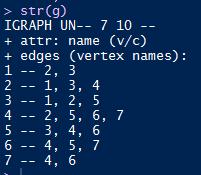 > str(g)
IGRAPH UN-- 7 10 --
+ attr: name (v/c)
+ edges (vertex names):
1 -- 2, 3
2 -- 1, 3, 4
3 -- 1, 2, 5
4 -- 2, 5, 6, 7
5 -- 3, 4, 6
6 -- 4, 5, 7
7 -- 4, 6
>